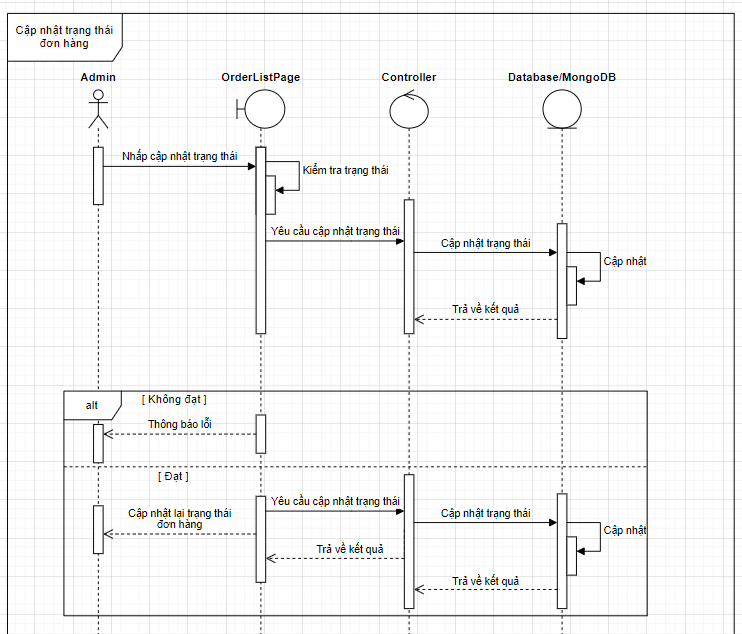 Cập nhật trạng thái
đơn hàng
Admin
OrderListPage
Controller
Database/MongoDB
Nhấp cập nhật trạng thái
Kiểm tra trạng thái
Yêu cầu cập nhật trạng thái
Cập nhật trạng thái
Cập nhật
Trả về kết quả
alt
[ Không đạt ]
Thông báo lỗi
[ Đạt ]
Yêu cầu cập nhật trạng thái
Cập nhật lại trạng thái
đơn hàng
Cập nhật trạng thái
Cập nhật
Trả về kết quả
Trả về kết quả